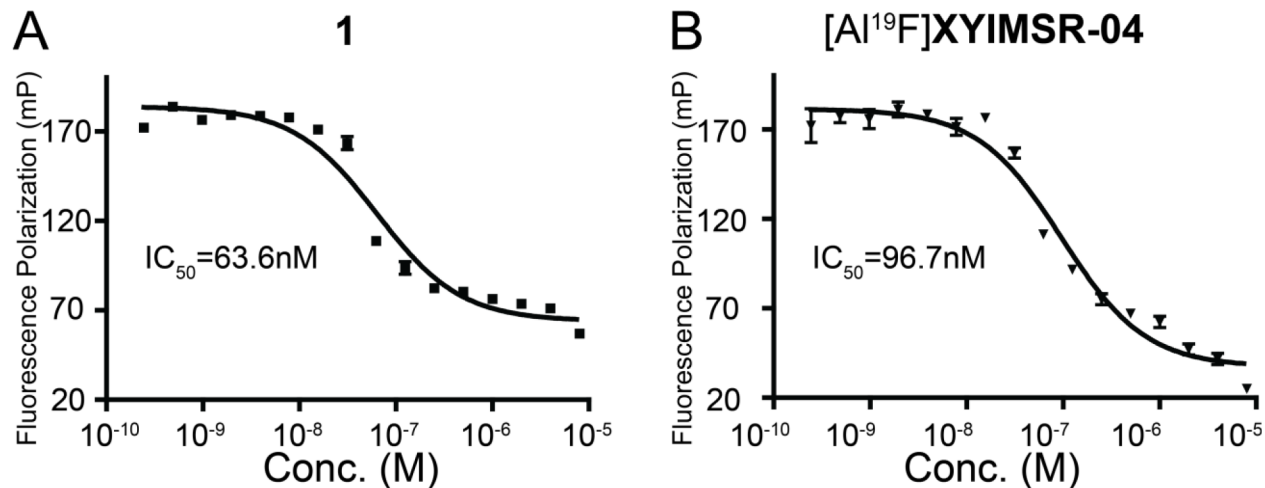 A
1
Fluorescence Polarization (mP)
170
120
70
20
IC50=63.6nM
10-10
10-9
10-8
10-7
10-6
10-5
Conc. (M)
B
[Al19F]XYIMSR-04
Fluorescence Polarization (mP)
170
120
70
20
IC50=96.7nM
10-10
10-9
10-8
10-7
10-6
10-5
Conc. (M)